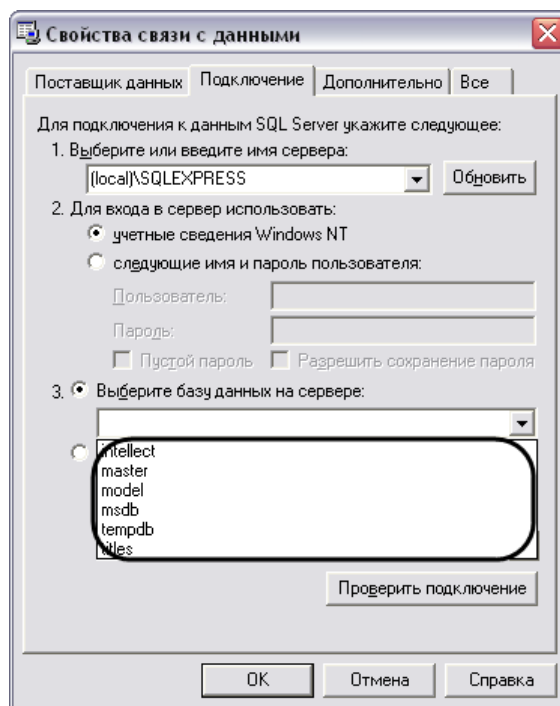 Свойства связи с данными
Поставщик данных Подключение Дополнительно Все
Для подключения к данным SQL Server укажите следующее:
1. Выберите или введите имя сервера:
(local)\SQLEXPRESS Обновить
2. Для входа в сервер использовать:
учетные сведения Windows NT
следующие имя и пароль пользователя:
Пользователь:
Пароль:
Пустой пароль Разрешить сохранение пароля
3. Выберите базу данных на сервере:
intellect
master
model
msdb
tempdb
titles
Проверить подключение
OK Отмена Справка